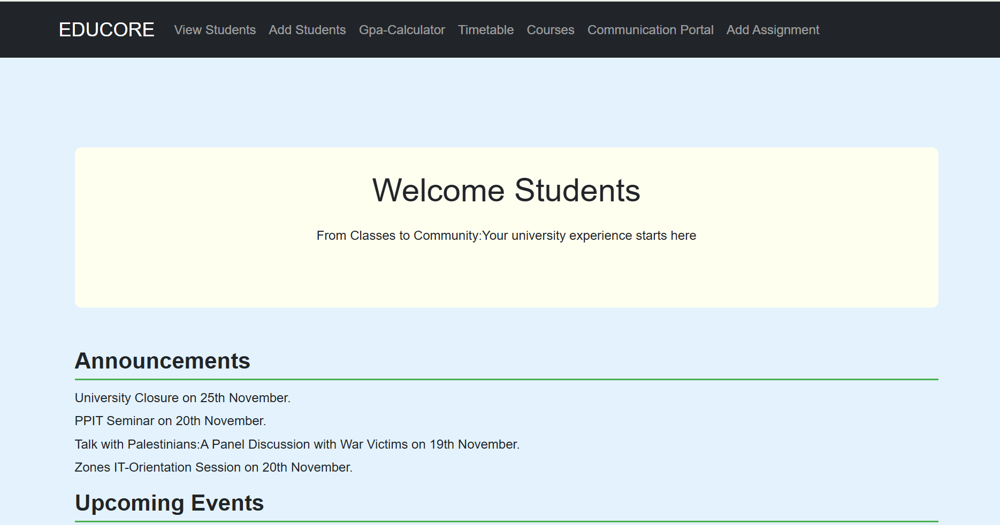 EDUCORE View Students Add Students Gpa-Calculator Timetable Courses Communication Portal Add Assignment
Welcome Students
From Classes to Community:Your university experience starts here
Announcements
University Closure on 25th November.
PPIT Seminar on 20th November.
Talk with Palestinians:A Panel Discussion with War Victims on 19th November.
Zones IT-Orientation Session on 20th November.
Upcoming Events